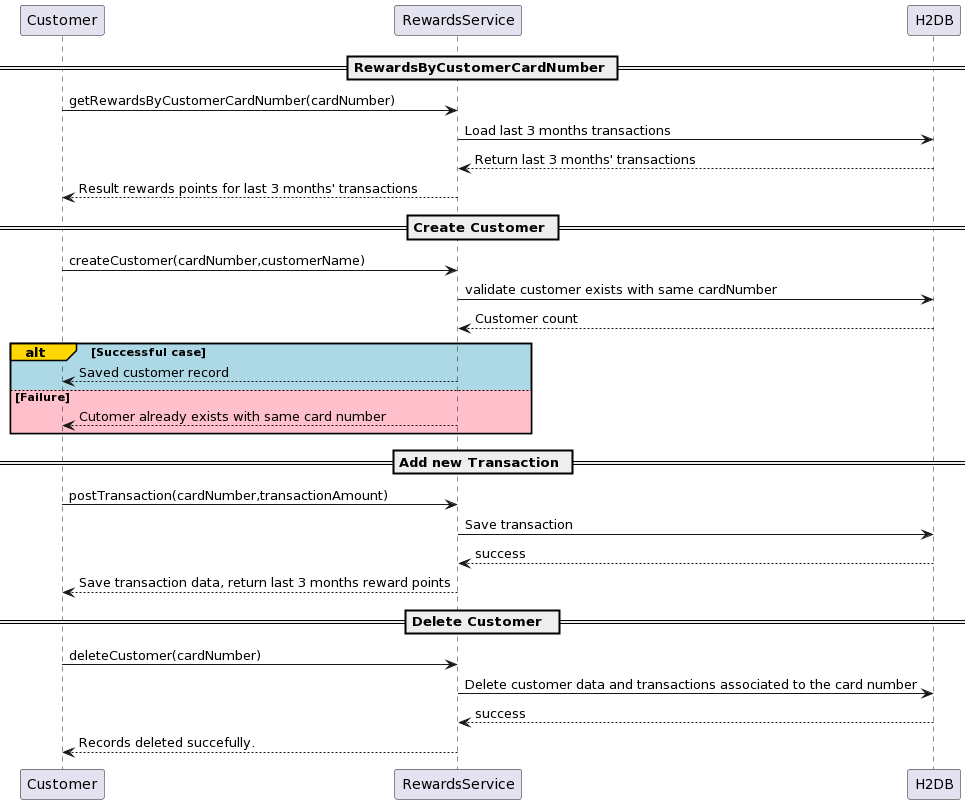 Customer
RewardsService
H2DB
RewardsByCustomerCardNumber
getRewardsByCustomerCardNumber(cardNumber)
Load last 3 months transactions
Return last 3 months' transactions
Result rewards points for last 3 months' transactions
Create Customer
createCustomer(cardNumber,customerName)
validate customer exists with same cardNumber
Customer count
alt [Successful case]
Saved customer record
[Failure]
Cutomer already exists with same card number
Add new Transaction
postTransaction(cardNumber,transactionAmount)
Save transaction
success
Save transaction data, return last 3 months reward points
Delete Customer
deleteCustomer(cardNumber)
Delete customer data and transactions associated to the card number
success
Records deleted succefully.
Customer
RewardsService
H2DB